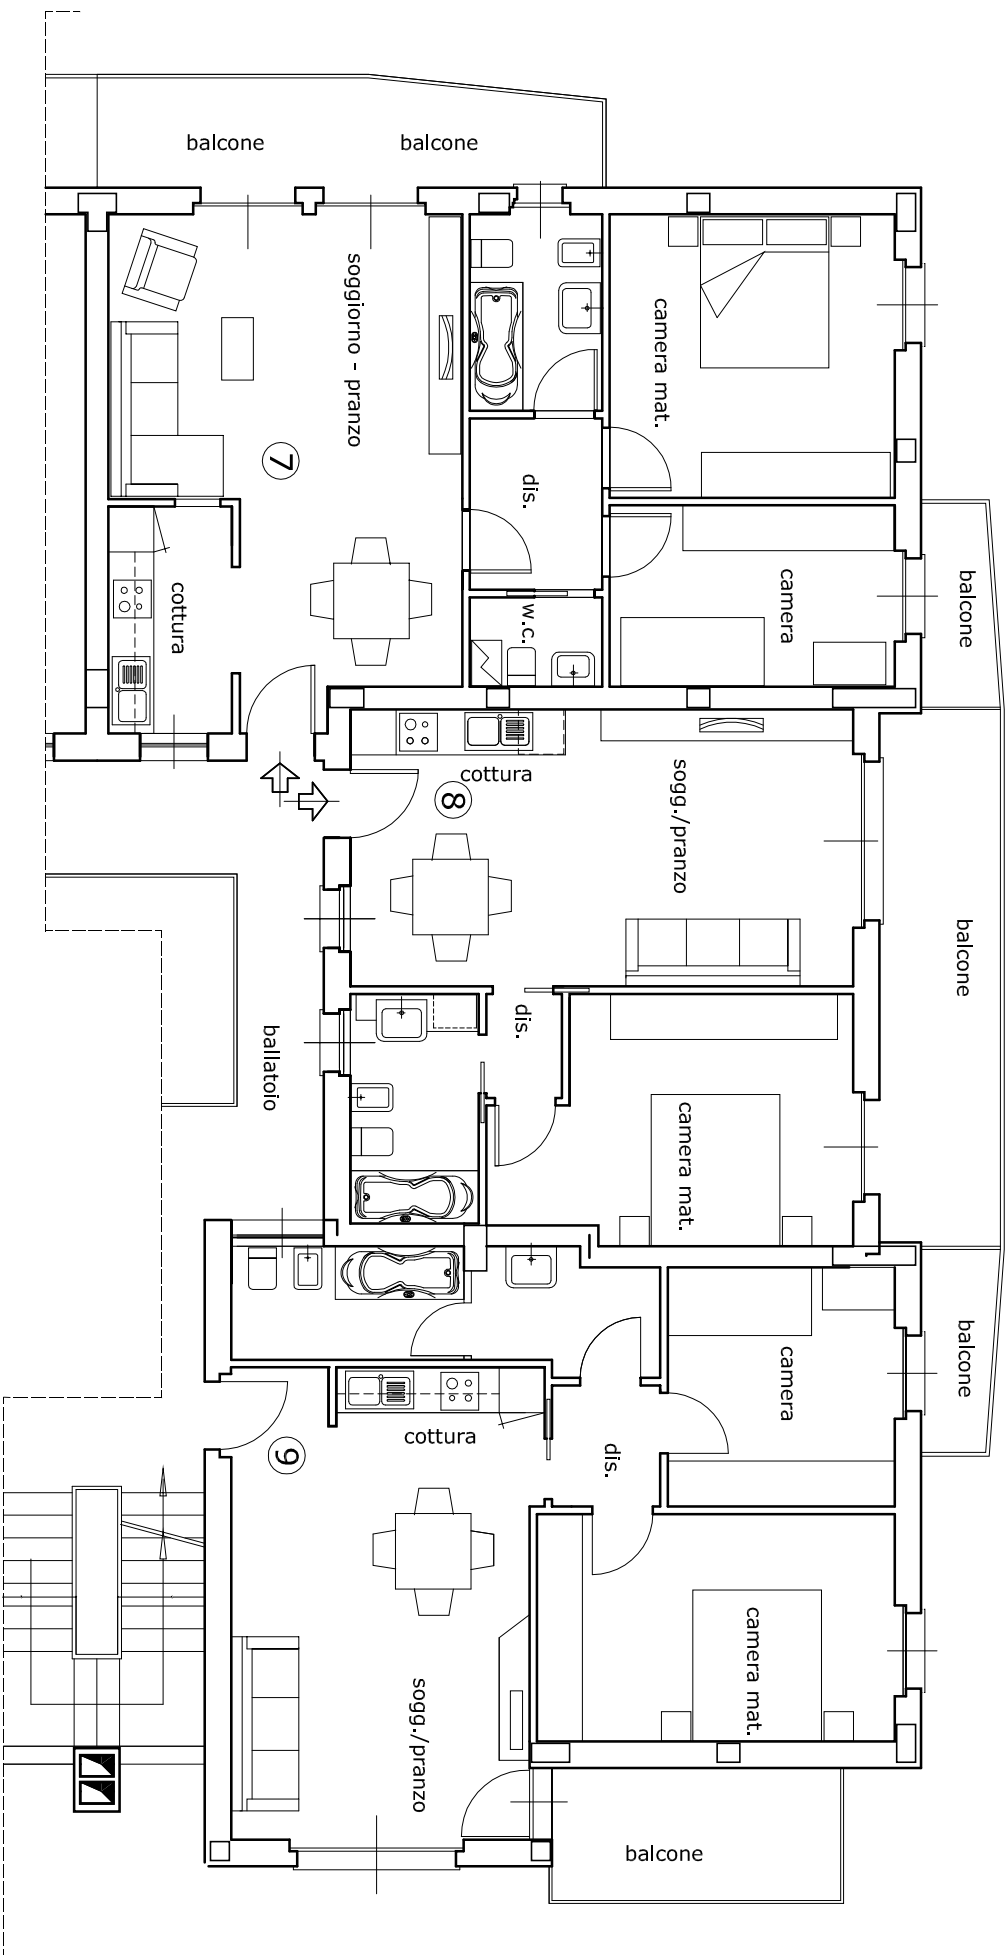 balcone
balcone
soggiorno - pranzo
camera mat.
7
dis.
cottura
w.c.
camera
balcone
cottura
8
sogg./pranzo
balcone
dis.
ballatoio
camera mat.
camera
balcone
cottura
9
dis.
camera mat.
sogg./pranzo
balcone